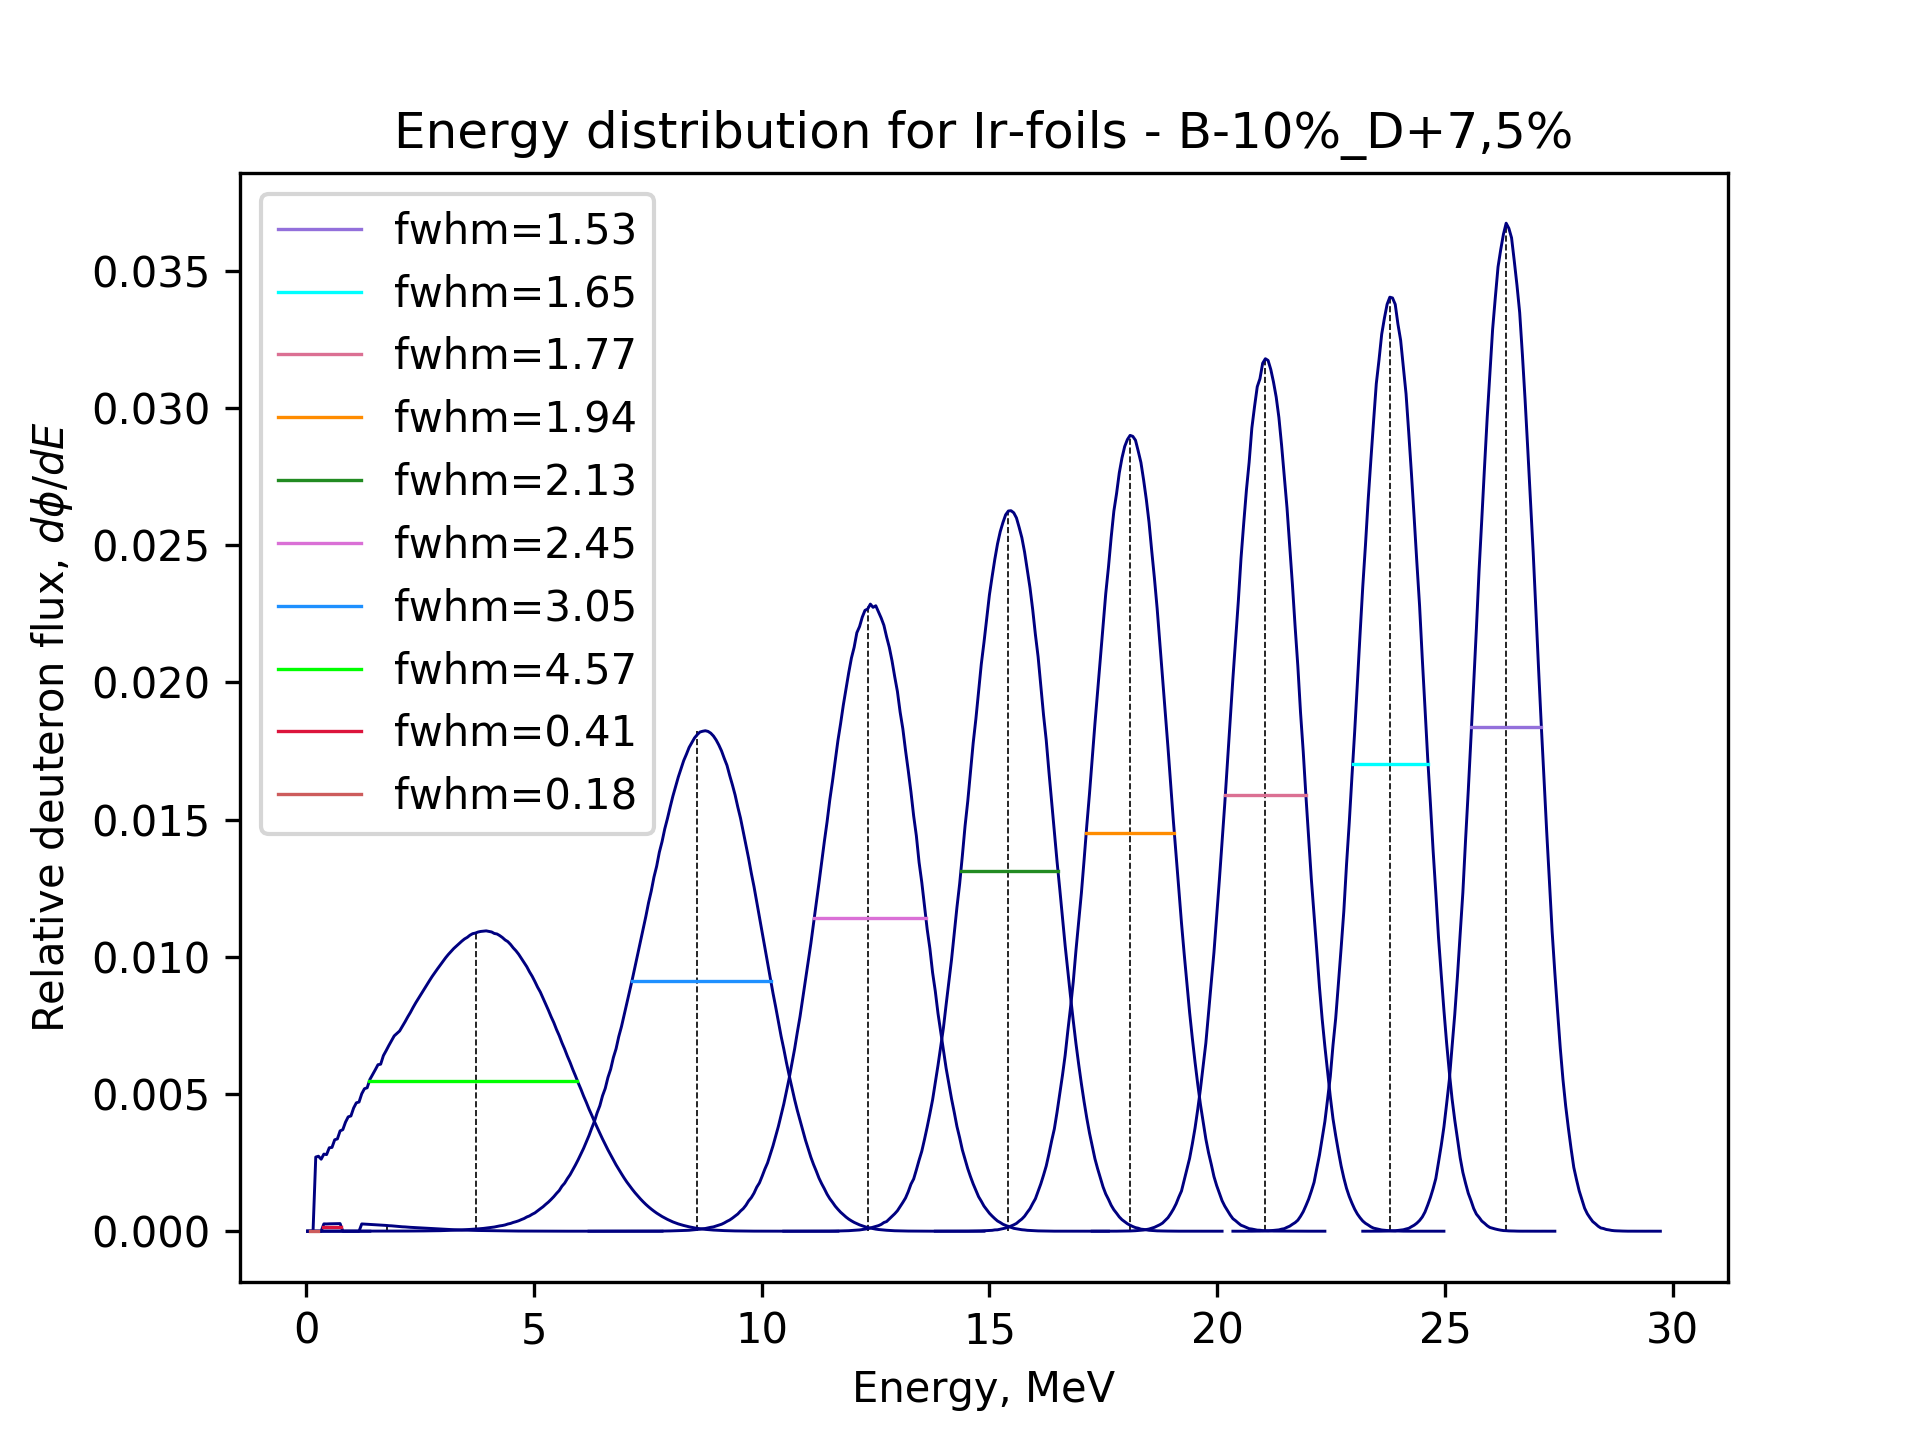 Energy distribution for Ir-foils - B-10%_D+7,5%
fwhm=1.53
fwhm=1.65
fwhm=1.77
fwhm=1.94
fwhm=2.13
fwhm=2.45
fwhm=3.05
fwhm=4.57
fwhm=0.41
fwhm=0.18
0.035
0.030
0.025
0.020
0.015
0.010
0.005
0.000
Relative deuteron flux, dϕ/dE
0 5 10 15 20 25 30
Energy, MeV